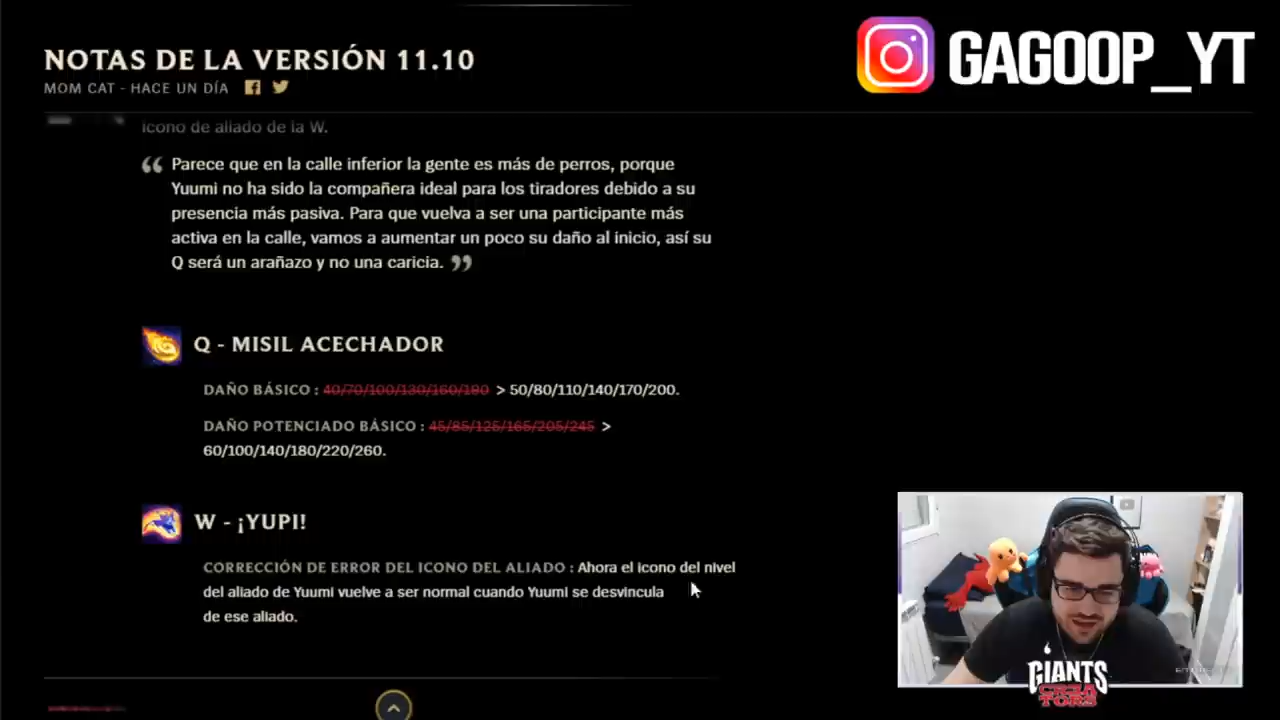 NOTAS DE LA VERSIÓN 11.10
MOM CAT - HACE UN DÍA
GAGOOP_YT
icono de aliado de la W.
Parece que en la calle inferior la gente es más de perros, porque
Yuumi no ha sido la compañera ideal para los tiradores debido a su
presencia más pasiva. Para que vuelva a ser una participante más
activa en la calle, vamos a aumentar un poco su daño al inicio, así su
Q será un arañazo y no una caricia.
Q - MISIL ACECHADOR
DAÑO BÁSICO : 40/70/100/130/160/190 > 50/80/110/140/170/200.
DAÑO POTENCIADO BÁSICO : 45/85/125/165/205/245 >
60/100/140/180/220/260.
W - ¡YUPI!
CORRECCIÓN DE ERROR DEL ICONO DEL ALIADO : Ahora el icono del nivel
del aliado de Yuumi vuelve a ser normal cuando Yuumi se desvincula
de ese aliado.
GIANTS
CREA
TORS